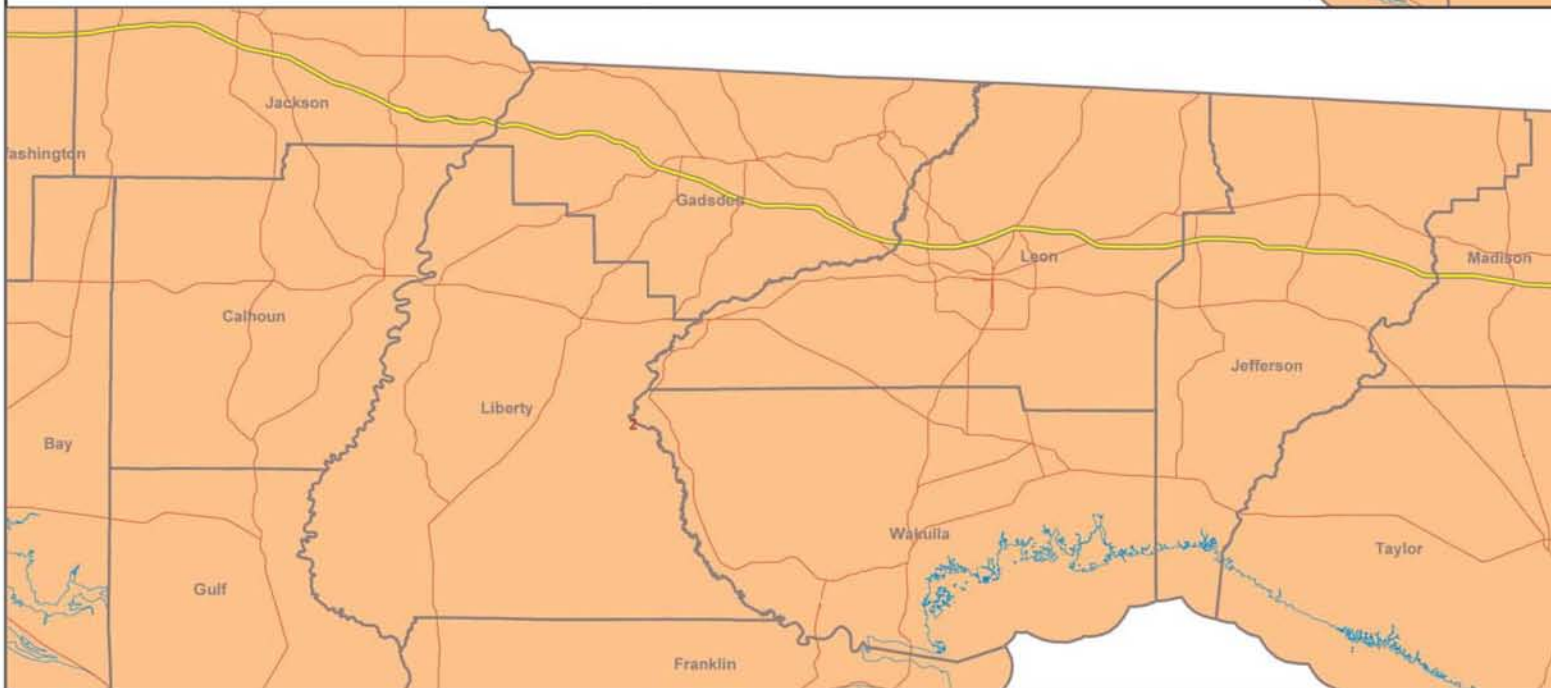 Jackson
ashington
Gadsden
Leon
Madison
Calhoun
Jefferson
Liberty
2
Bay
Wakulla
Taylor
Gulf
Franklin